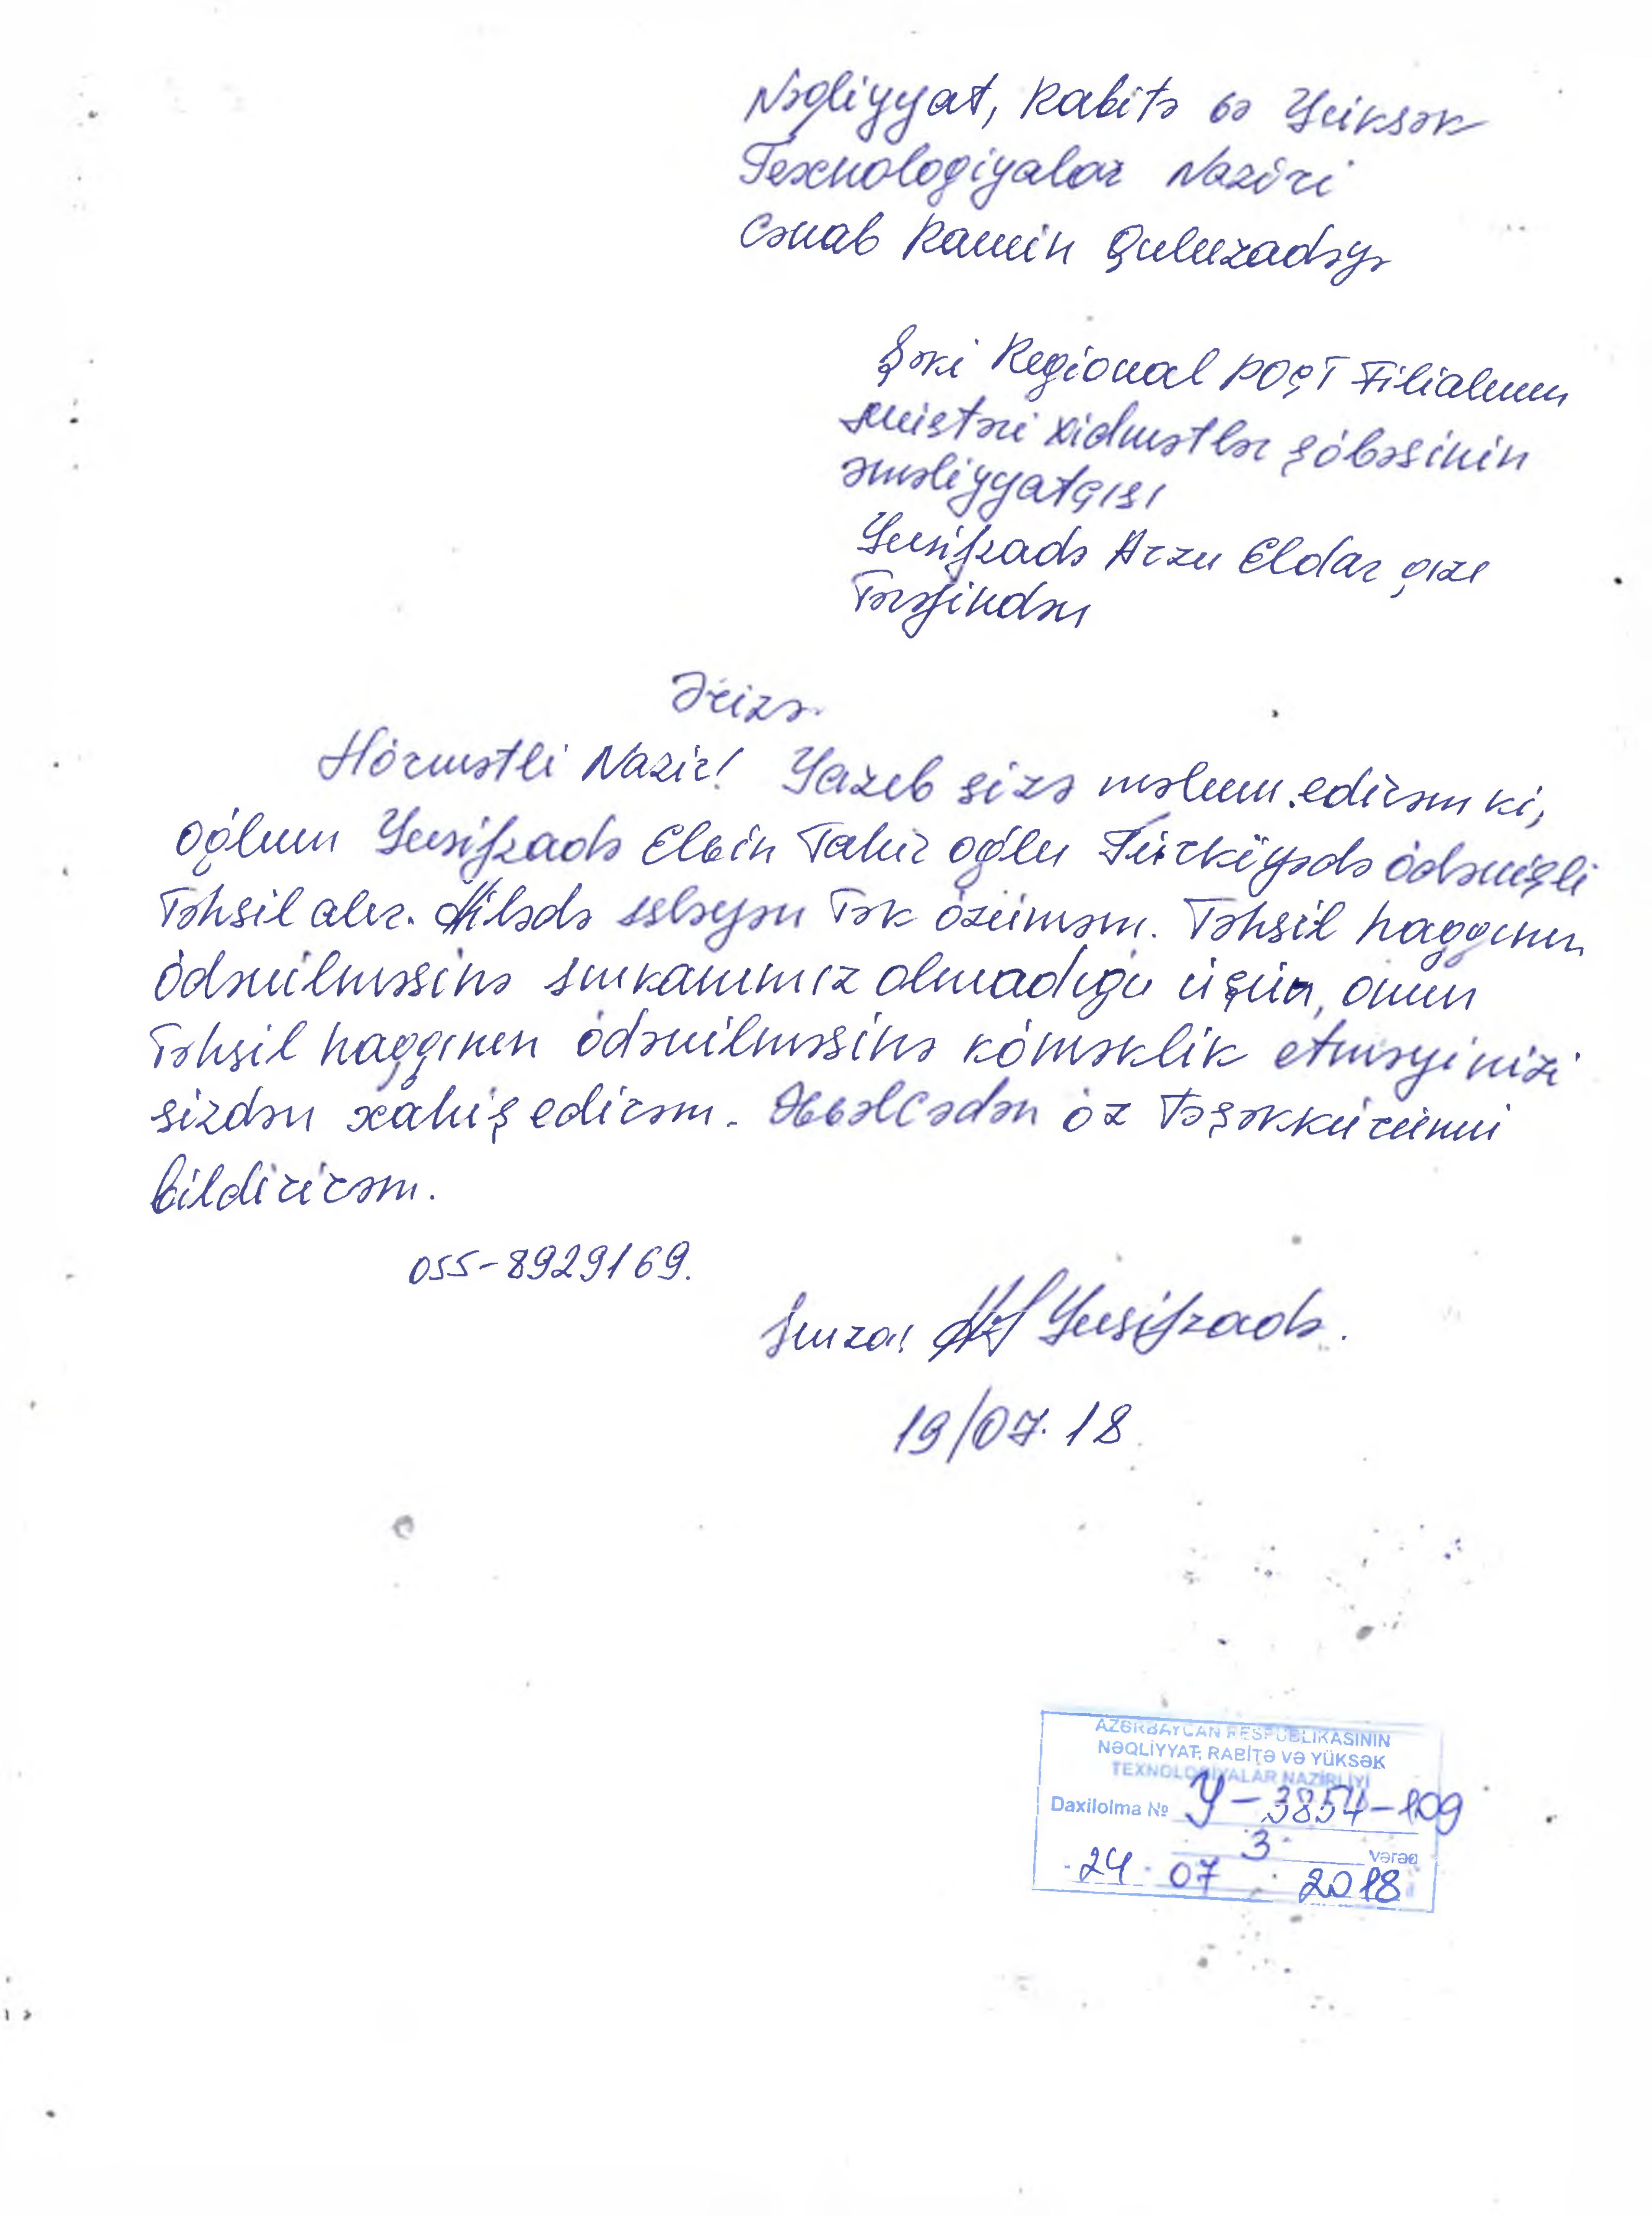 Nəqliyyat, Rabitə və Yüksək
Texnologiyalar Naziri
Cənab Ramin Quluzadəyə
Şəki Regional POÇT Filialının
müştəri xidmətlər şöbəsinin
əməliyyatçısı
Yusifzadə Arzu Eldar qızı
Tərəfindən
Ərizə
Hörmətli Nazir! Yazıb sizə məlum edirəm ki,
oğlum Yusifzadə Elvin Tahir oğlu Türkiyədə ödənişli
Təhsil alır. Ailədə işləyən Tək özüməm. Təhsil haqqının
ödənilməsinə imkanımız olmadığı üçün, onun
Təhsil haqqının ödənilməsinə köməklik etməyinizi
sizdən xahiş edirəm. Əvvəlcədən öz Təşəkkürümü
bildirirəm.
055-8929169.
İmza: Yusifzadə.
19/07.18
AZƏRBAYCAN RESPUBLİKASININ
NƏQLİYYAT, RABİTƏ VƏ YÜKSƏK
TEXNOLOGİYALAR NAZİRLİYİ
Daxilolma № Y-3854-109
3 vərəq
24 07 2018